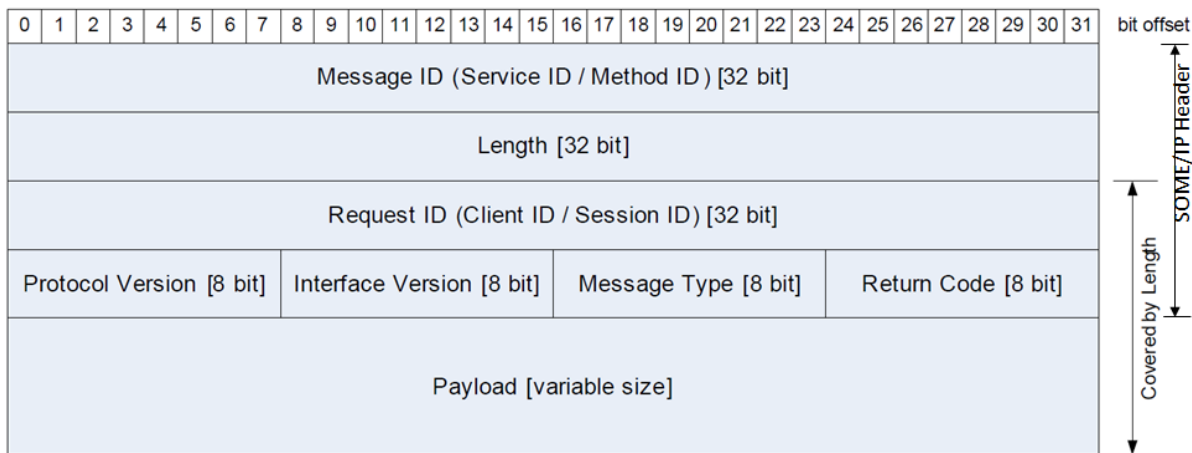 0 1 2 3 4 5 6 7 8 9 10 11 12 13 14 15 16 17 18 19 20 21 22 23 24 25 26 27 28 29 30 31 bit offset
Message ID (Service ID / Method ID) [32 bit]
Length [32 bit]
Request ID (Client ID / Session ID) [32 bit]
Protocol Version [8 bit] Interface Version [8 bit] Message Type [8 bit] Return Code [8 bit]
Payload [variable size]
SOME/IP Header
Covered by Length